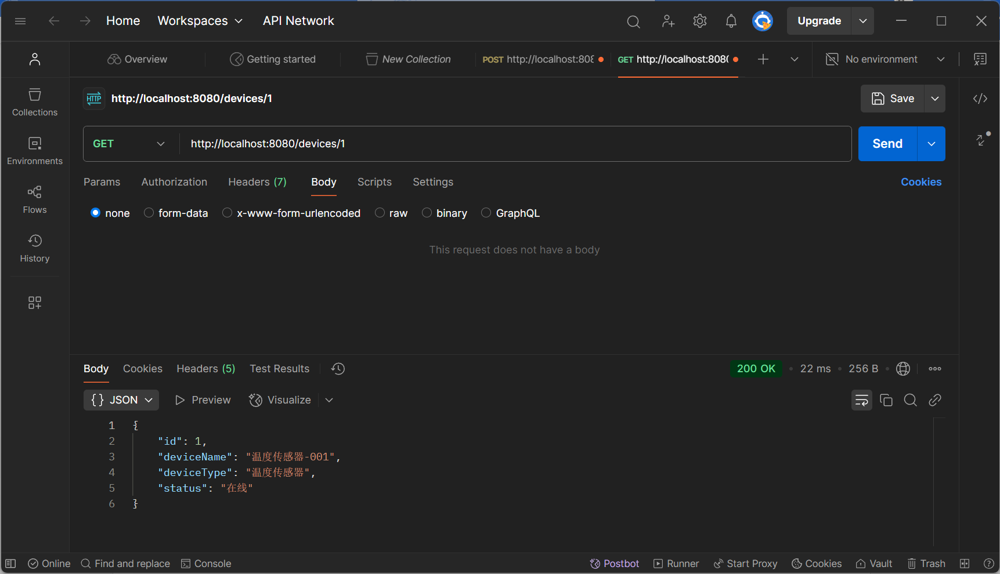 Home Workspaces API Network Upgrade
Overview Getting started New Collection POST http://localhost:808 GET http://localhost:8080 No environment
HTTP http://localhost:8080/devices/1 Save
Collections
GET http://localhost:8080/devices/1 Send
Environments
Params Authorization Headers (7) Body Scripts Settings Cookies
Flows
none form-data x-www-form-urlencoded raw binary GraphQL
History
This request does not have a body
Body Cookies Headers (5) Test Results 200 OK 22 ms 256 B
{} JSON Preview Visualize
1 {
2 "id": 1,
3 "deviceName": "温度传感器-001",
4 "deviceType": "温度传感器",
5 "status": "在线"
6 }
Online Find and replace Console Postbot Runner Start Proxy Cookies Vault Trash